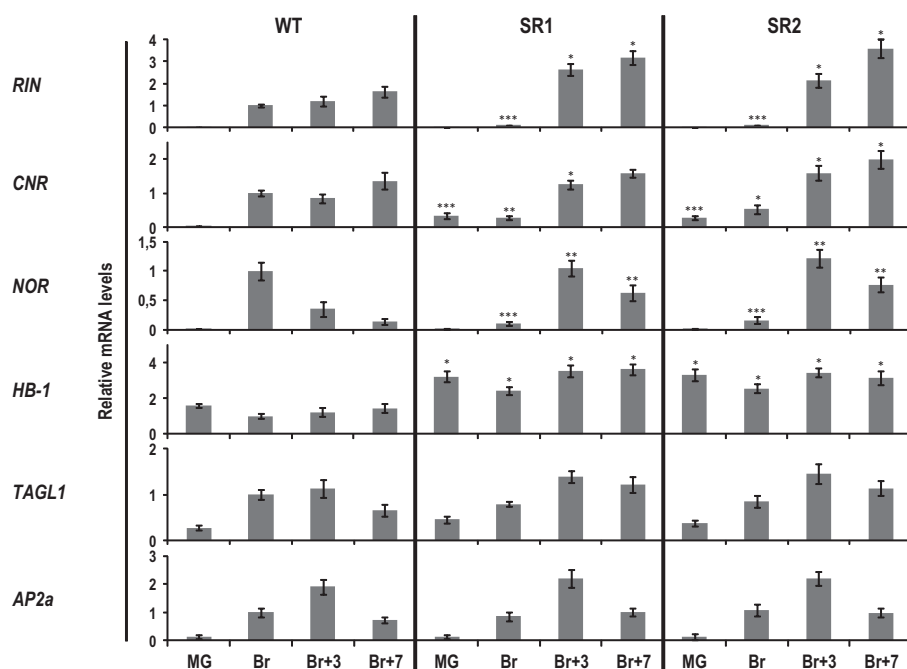 WT SR1 SR2
Relative mRNA levels
RIN
4
3
2
1
0
*** * *
*** * *
CNR
2
1
0
*** ** *
*** * * *
NOR
1,5
1
0,5
0
*** ** **
*** ** **
HB-1
4
2
0
* * * *
* * * *
TAGL1
2
1
0
AP2a
3
2
1
0
MG Br Br+3 Br+7 MG Br Br+3 Br+7 MG Br Br+3 Br+7